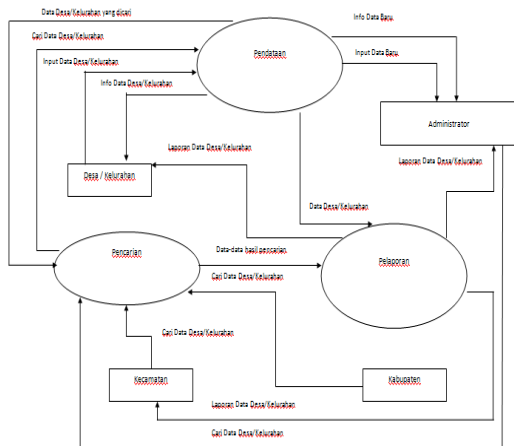 Data Desa/Kelurahan yang dicari
Info Data Baru
Cari Data Desa/Kelurahan
Input Data Baru
Pendataan
Input Data Desa/Kelurahan
Info Data Desa/Kelurahan
Administrator
Laporan Data Desa/Kelurahan
Laporan Data Desa/Kelurahan
Desa / Kelurahan
Data Desa/Kelurahan
Data-data hasil pencarian
Pencarian
Pelaporan
Cari Data Desa/Kelurahan
Cari Data Desa/Kelurahan
Kecamatan
Kabupaten
Laporan Data Desa/Kelurahan
Cari Data Desa/Kelurahan